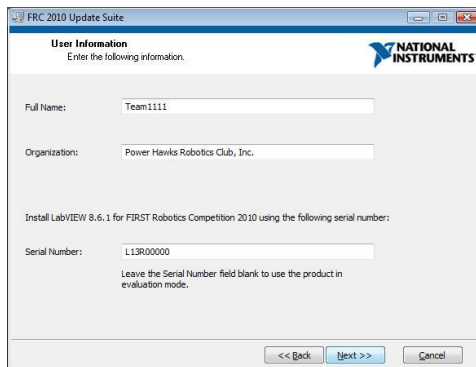 FRC 2010 Update Suite
User Information
Enter the following information.
NATIONAL
INSTRUMENTS
Full Name:
Team1111
Organization:
Power Hawks Robotics Club, Inc.
Install LabVIEW 8.6.1 for FIRST Robotics Competition 2010 using the following serial number:
Serial Number:
L13R00000
Leave the Serial Number field blank to use the product in
evaluation mode.
<< Back
Next >>
Cancel